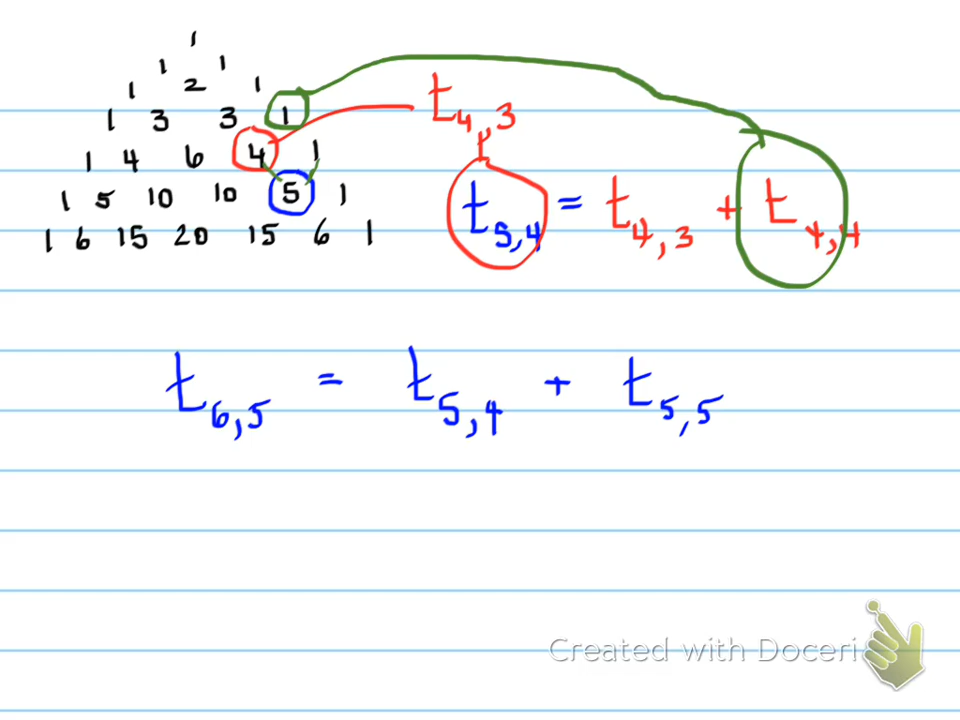 1
1 1
1 2 1
1 3 3 1
1 4 6 4 1
1 5 10 10 5 1
1 6 15 20 15 6 1
t4,3
t5,4 = t4,3 + t4,4
t6,5 = t5,4 + t5,5
Created with Doceri